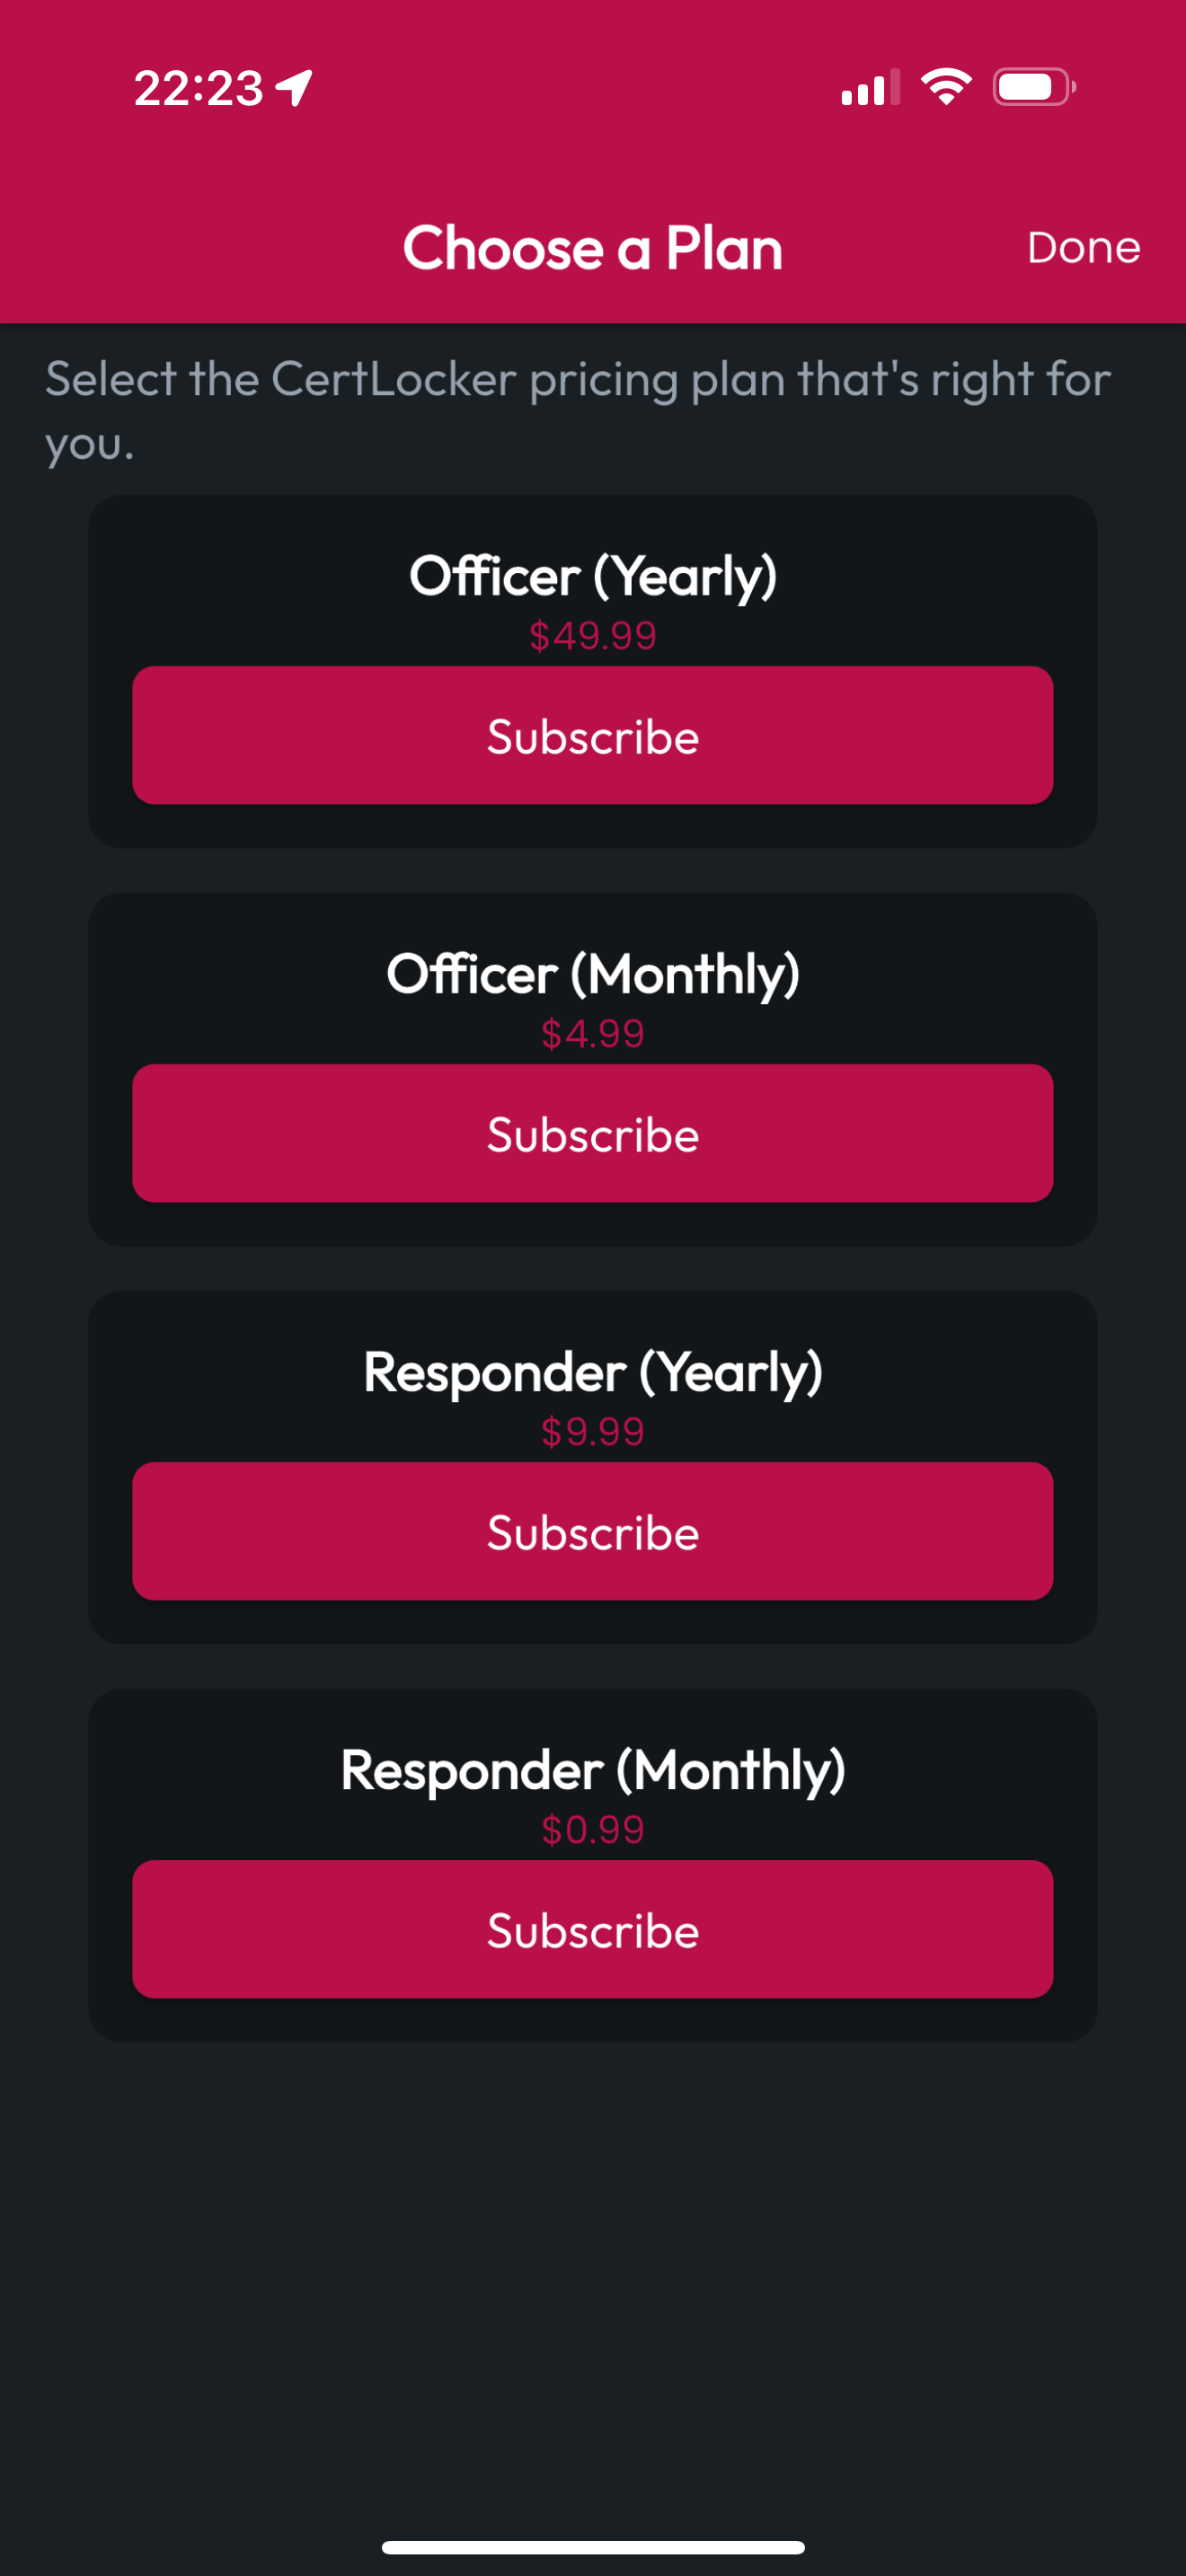 22:23
Choose a Plan
Done
Select the CertLocker pricing plan that's right for
you.
Officer (Yearly)
$49.99
Subscribe
Officer (Monthly)
$4.99
Subscribe
Responder (Yearly)
$9.99
Subscribe
Responder (Monthly)
$0.99
Subscribe